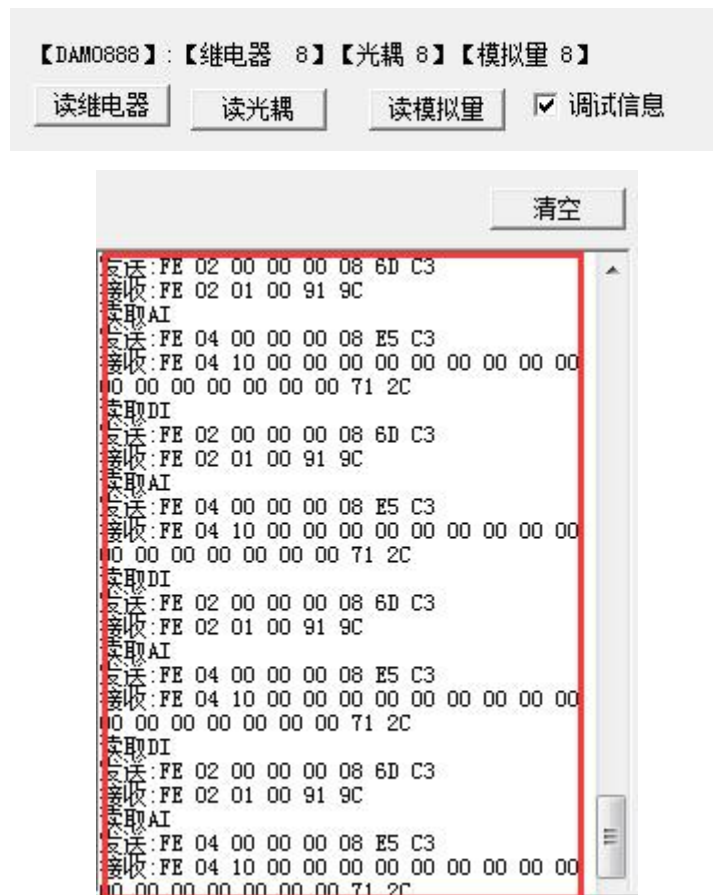 【DAM0888】:【继电器 8】【光耦 8】【模拟量 8】
读继电器 读光耦 读模拟量 调试信息
清空
发送:FE 02 00 00 00 08 6D C3
接收:FE 02 01 00 91 9C
读取AI
发送:FE 04 00 00 00 08 E5 C3
接收:FE 04 10 00 00 00 00 00 00 00 00 00
00 00 00 00 00 00 00 71 2C
读取DI
发送:FE 02 00 00 00 08 6D C3
接收:FE 02 01 00 91 9C
读取AI
发送:FE 04 00 00 00 08 E5 C3
接收:FE 04 10 00 00 00 00 00 00 00 00 00
00 00 00 00 00 00 00 71 2C
读取DI
发送:FE 02 00 00 00 08 6D C3
接收:FE 02 01 00 91 9C
读取AI
发送:FE 04 00 00 00 08 E5 C3
接收:FE 04 10 00 00 00 00 00 00 00 00 00
00 00 00 00 00 00 00 71 2C
读取DI
发送:FE 02 00 00 00 08 6D C3
接收:FE 02 01 00 91 9C
读取AI
发送:FE 04 00 00 00 08 E5 C3
接收:FE 04 10 00 00 00 00 00 00 00 00 00
00 00 00 00 00 00 00 71 2C